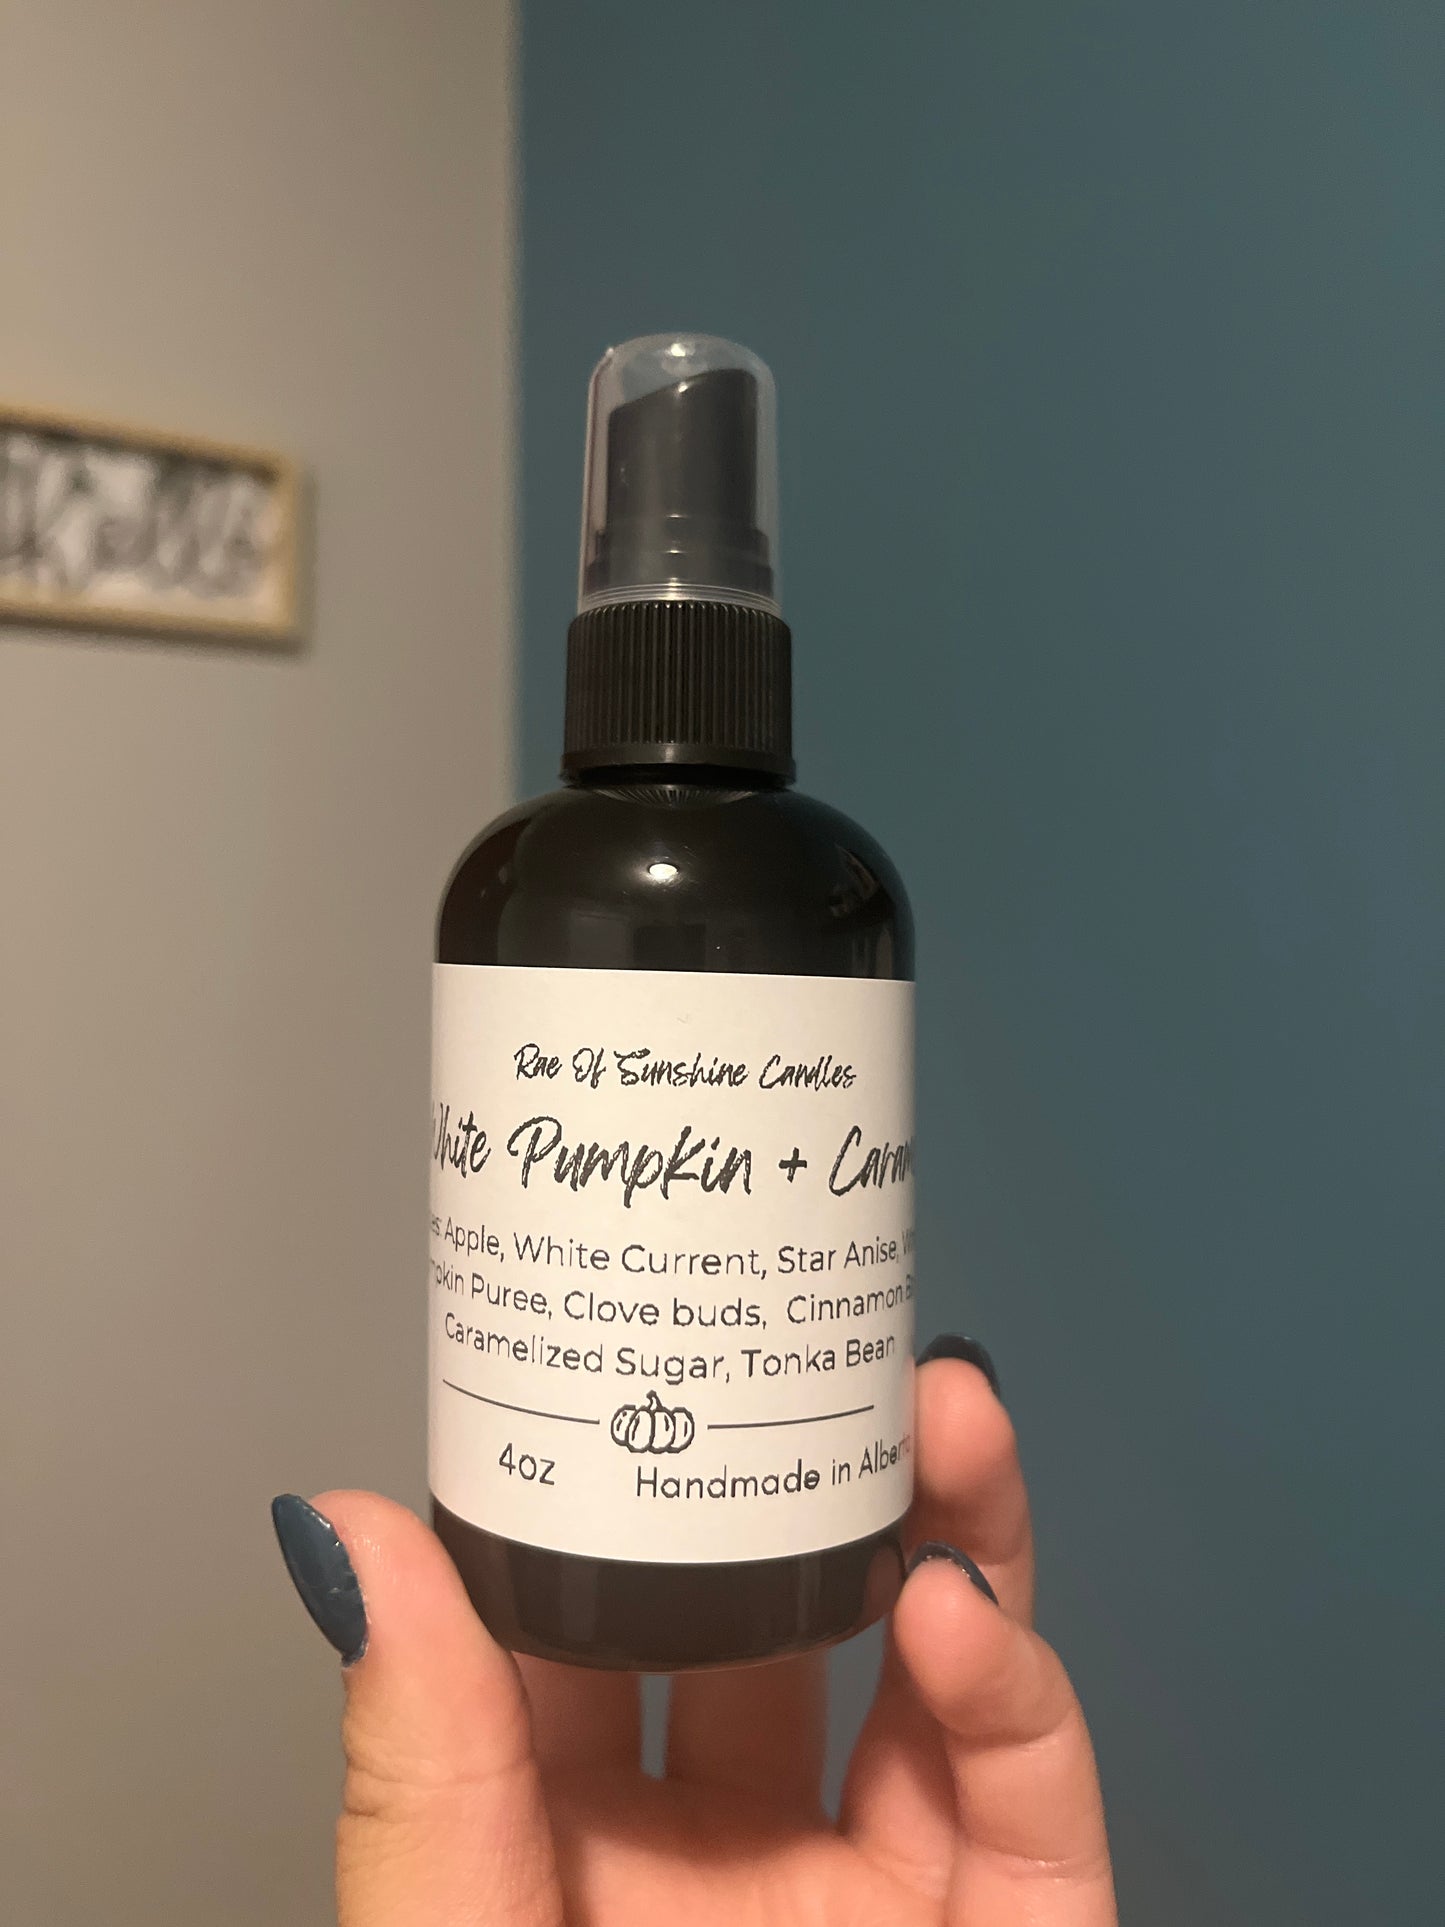 Rae Of Sunshine Candles
White Pumpkin + Caram
Apple, White Current, Star Anise,
Puree, Clove buds, Cinnamon
Caramelized Sugar, Tonka Bean
4oz Handmade in Alberta